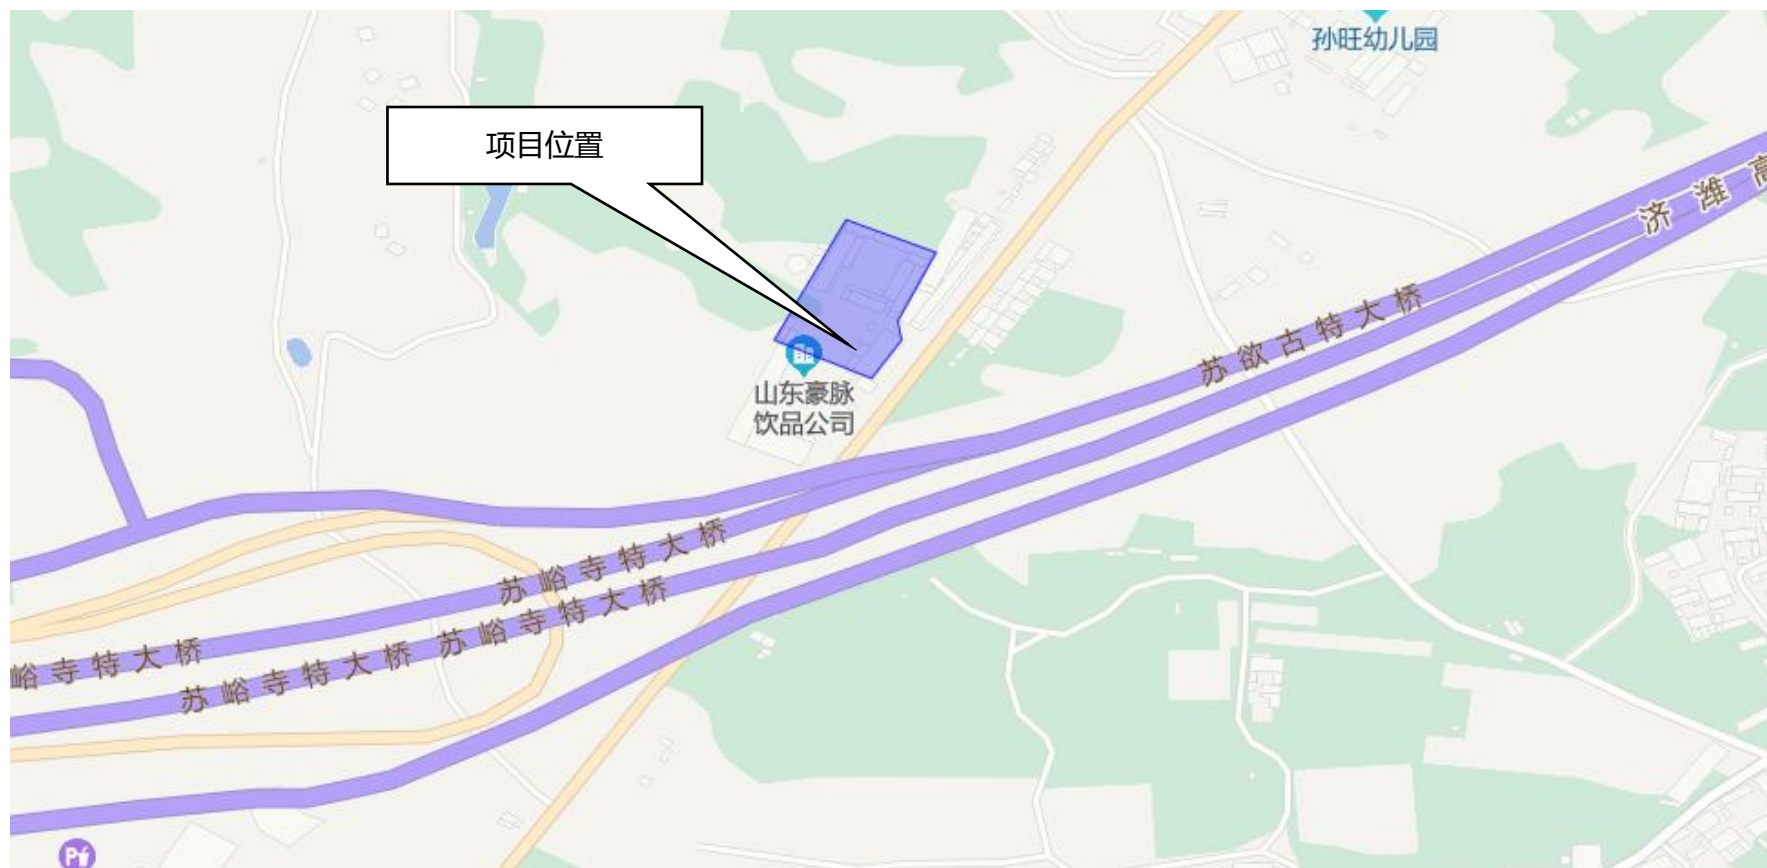 孙旺幼儿园
项目位置
济潍高
苏欲古特大桥
山东豪脉
饮品公司
苏峪寺特大桥
苏峪寺特大桥
峪寺特大桥
苏峪寺特大桥
P